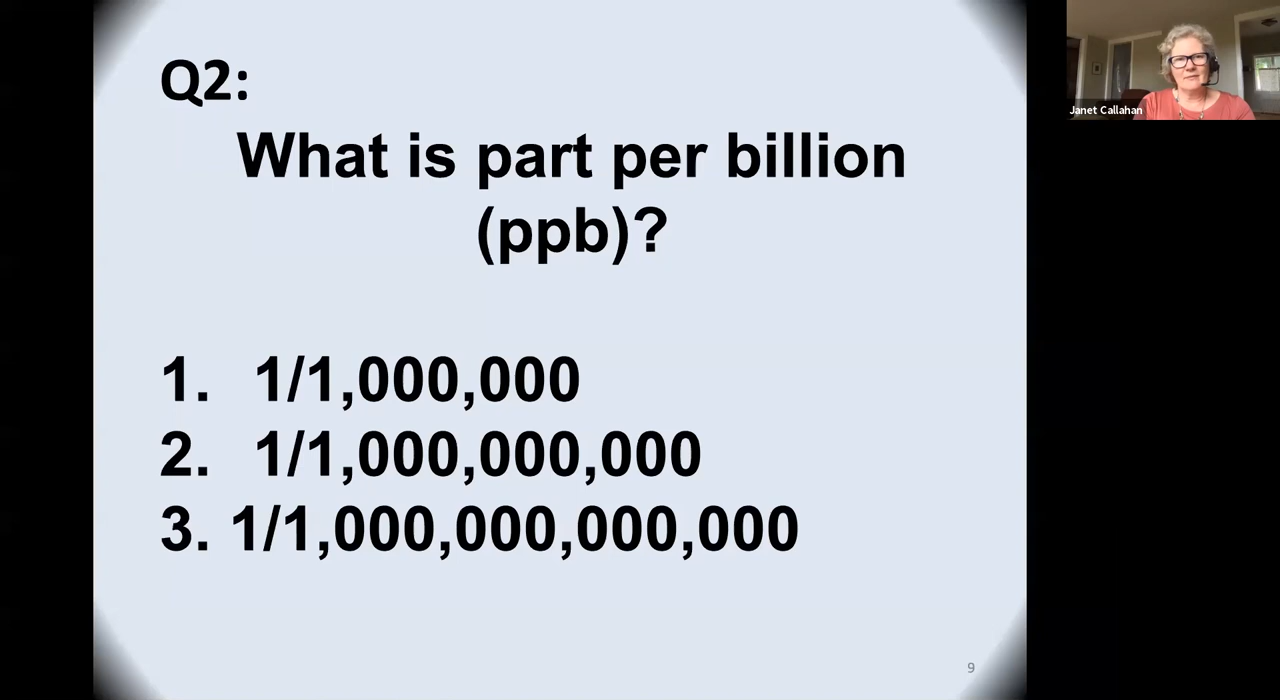 Q2:
What is part per billion
(ppb)?
1. 1/1,000,000
2. 1/1,000,000,000
3. 1/1,000,000,000,000
9
Janet Callahan